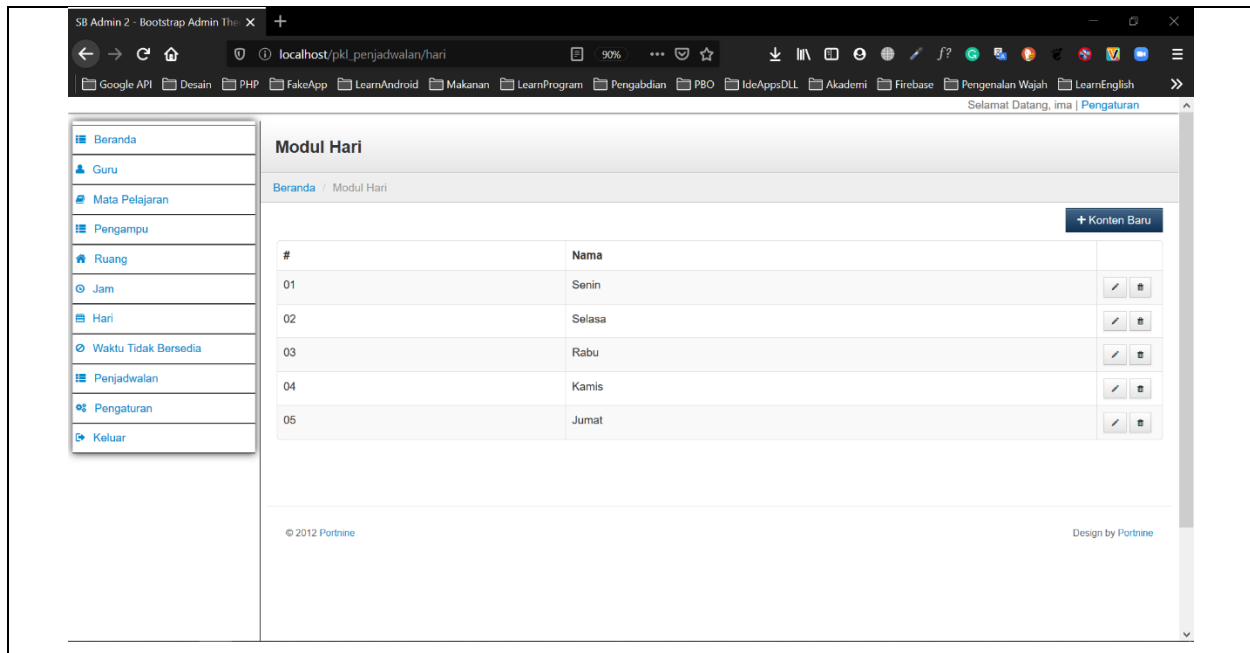 SB Admin 2 - Bootstrap Admin The
localhost/pkl_penjadwalan/hari 90%
Google API Desain PHP FakeApp LearnAndroid Makanan LearnProgram Pengabdian PBO IdeAppsDLL Akademi Firebase Pengenalan Wajah LearnEnglish
Selamat Datang, ima | Pengaturan
Beranda
Guru
Mata Pelajaran
Pengampu
Ruang
Jam
Hari
Waktu Tidak Bersedia
Penjadwalan
Pengaturan
Keluar
Modul Hari
Beranda / Modul Hari
+ Konten Baru
# Nama
01 Senin
02 Selasa
03 Rabu
04 Kamis
05 Jumat
© 2012 Portnine
Design by Portnine